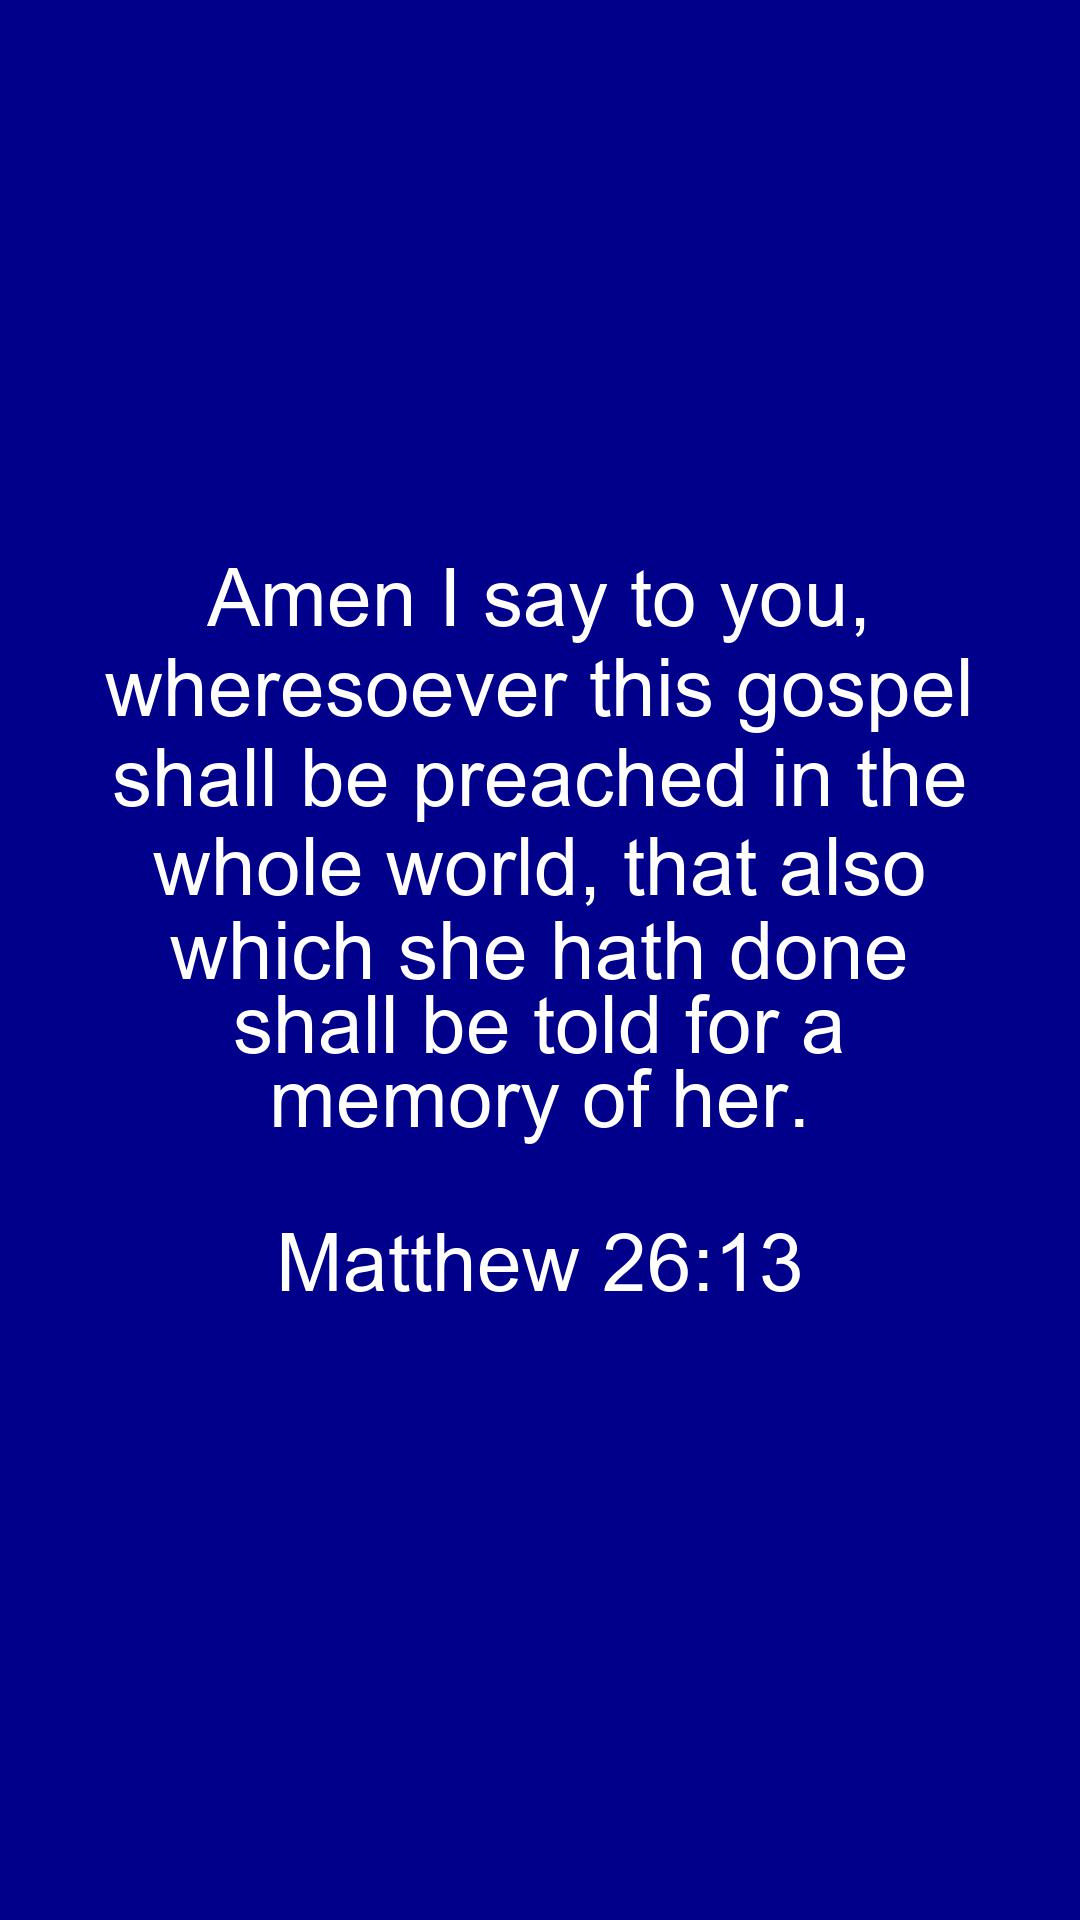 Amen I say to you,
wheresoever this gospel
shall be preached in the
whole world, that also
which she hath done
shall be told for a
memory of her.
Matthew 26:13